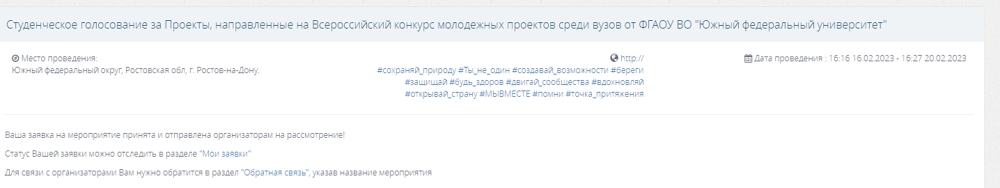 Студенческое голосование за Проекты, направленные на Всероссийский конкурс молодежных проектов среди вузов от ФГАОУ ВО "Южный федеральный университет"
Место проведения:
Южный федеральный округ, Ростовская обл, г. Ростов-на-Дону.
http://
#сохраняй_природу #Ты_не_один #создавай_возможности #береги
#защищай #будь_здоров #двигай_сообщества #вдохновляй
#открывай_страну #МЫВМЕСТЕ #помни #точка_притяжения
Дата проведения : 16:16 16.02.2023 - 16:27 20.02.2023
Ваша заявка на мероприятие принята и отправлена организаторам на рассмотрение!
Статус Вашей заявки можно отследить в разделе "Мои заявки"
Для связи с организаторами Вам нужно обратится в раздел "Обратная связь", указав название мероприятия